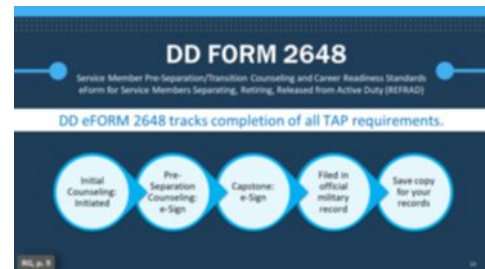 DD FORM 2648
Service Member Pre-Separation/Transition Counseling and Career Readiness Standards
eForm for Service Members Separating, Retiring, Released from Active Duty (REFRAD)
DD eFORM 2648 tracks completion of all TAP requirements.
Initial
Counseling:
Initiated
Pre-
Separation
Counseling:
e-Sign
Capstone:
e-Sign
Filed in
official
military
record
Save copy
for your
records
RG, p. 9